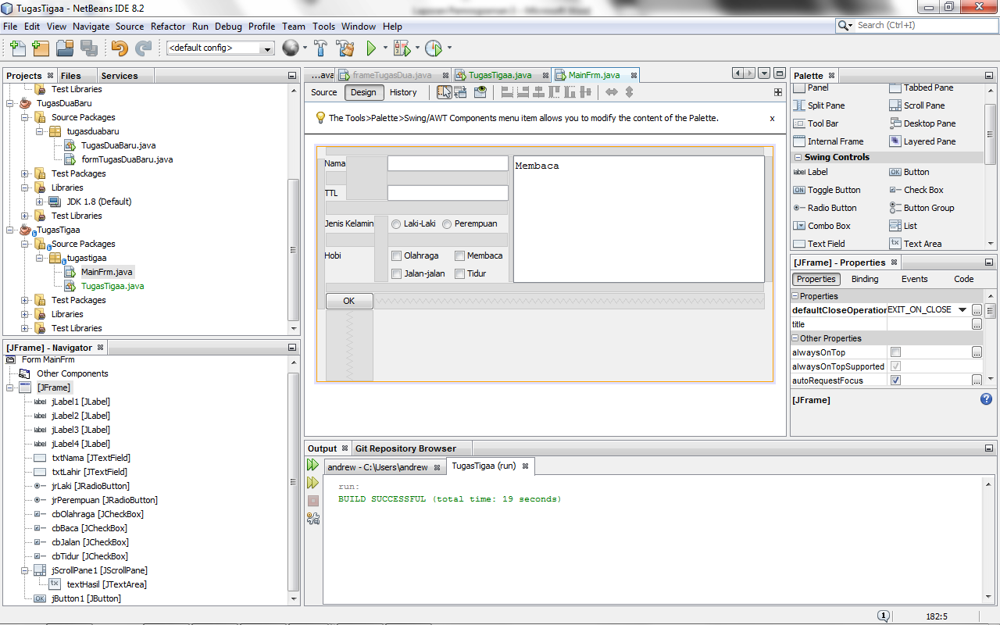 TugasTigaa - NetBeans IDE 8.2
File Edit View Navigate Source Refactor Run Debug Profile Team Tools Window Help
Search (Ctrl+I)
<default config>
Projects Files Services
Test Libraries
TugasDuaBaru
Source Packages
tugasduabaru
TugasDuaBaru.java
formTugasDuaBaru.java
Test Packages
Libraries
JDK 1.8 (Default)
Test Libraries
TugasTigaa
Source Packages
tugastigaa
MainFrm.java
TugasTigaa.java
Test Packages
Libraries
Test Libraries
[JFrame] - Navigator
Form MainFrm
Other Components
[JFrame]
jLabel1 [JLabel]
jLabel2 [JLabel]
jLabel3 [JLabel]
jLabel4 [JLabel]
txtNama [JTextField]
txtLahir [JTextField]
jrLaki [JRadioButton]
jrPerempuan [JRadioButton]
cbOlahraga [JCheckBox]
cbBaca [JCheckBox]
cbJalan [JCheckBox]
cbTidur [JCheckBox]
jScrollPane1 [JScrollPane]
textHasil [JTextArea]
jButton1 [JButton]
...ava frameTugasDua.java TugasTigaa.java MainFrm.java
Source Design History
The Tools>Palette>Swing/AWT Components menu item allows you to modify the content of the Palette. x
Nama
Membaca
TTL
Jenis Kelamin Laki-Laki Perempuan
Hobi Olahraga Membaca
Jalan-jalan Tidur
OK
Palette
Panel Tabbed Pane
Split Pane Scroll Pane
Tool Bar Desktop Pane
Internal Frame Layered Pane
Swing Controls
label Label OK Button
ON Toggle Button Check Box
Radio Button Button Group
Combo Box List
Text Field tx Text Area
[JFrame] - Properties
Properties Binding Events Code
Properties
defaultCloseOperation EXIT_ON_CLOSE ...
title ...
Other Properties
alwaysOnTop ...
alwaysOnTopSupported
autoRequestFocus ...
[JFrame]
Output Git Repository Browser
andrew - C:\Users\andrew TugasTigaa (run)
run:
BUILD SUCCESSFUL (total time: 19 seconds)
1 182:5